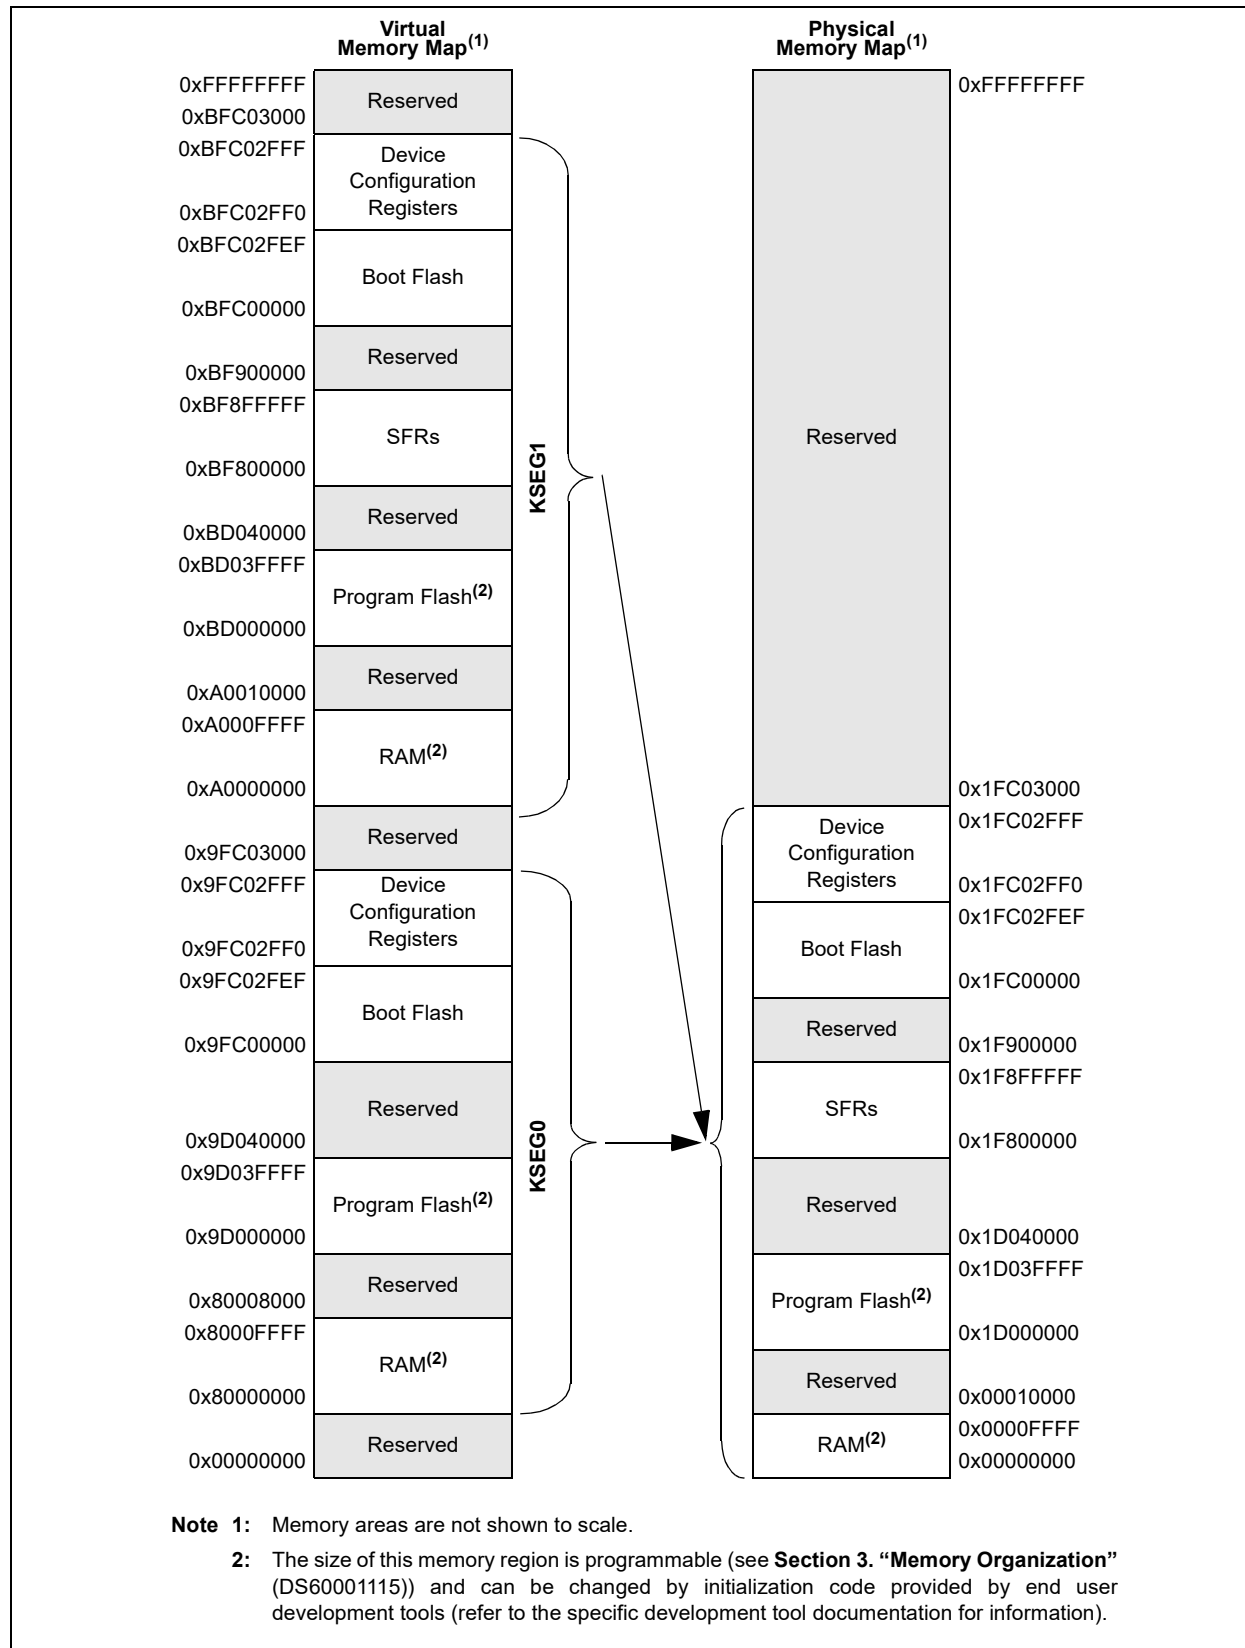 Virtual
Memory Map(1)
0xFFFFFFFF
Reserved
0xBFC03000
0xBFC02FFF
Device
Configuration
Registers
0xBFC02FF0
0xBFC02FEF
Boot Flash
0xBFC00000
Reserved
0xBF900000
0xBF8FFFFF
SFRs
0xBF800000
Reserved
0xBD040000
0xBD03FFFF
Program Flash(2)
0xBD000000
Reserved
0xA0010000
0xA000FFFF
RAM(2)
0xA0000000
Reserved
0x9FC03000
0x9FC02FFF
Device
Configuration
Registers
0x9FC02FF0
0x9FC02FEF
Boot Flash
0x9FC00000
Reserved
0x9D040000
0x9D03FFFF
Program Flash(2)
0x9D000000
Reserved
0x80008000
0x8000FFFF
RAM(2)
0x80000000
Reserved
0x00000000
KSEG1
KSEG0
Physical
Memory Map(1)
0xFFFFFFFF
Reserved
0x1FC03000
0x1FC02FFF
Device
Configuration
Registers
0x1FC02FF0
0x1FC02FEF
Boot Flash
0x1FC00000
Reserved
0x1F900000
0x1F8FFFFF
SFRs
0x1F800000
Reserved
0x1D040000
0x1D03FFFF
Program Flash(2)
0x1D000000
Reserved
0x00010000
0x0000FFFF
RAM(2)
0x00000000
Note 1: Memory areas are not shown to scale.
2: The size of this memory region is programmable (see Section 3. “Memory Organization”
(DS60001115)) and can be changed by initialization code provided by end user
development tools (refer to the specific development tool documentation for information).